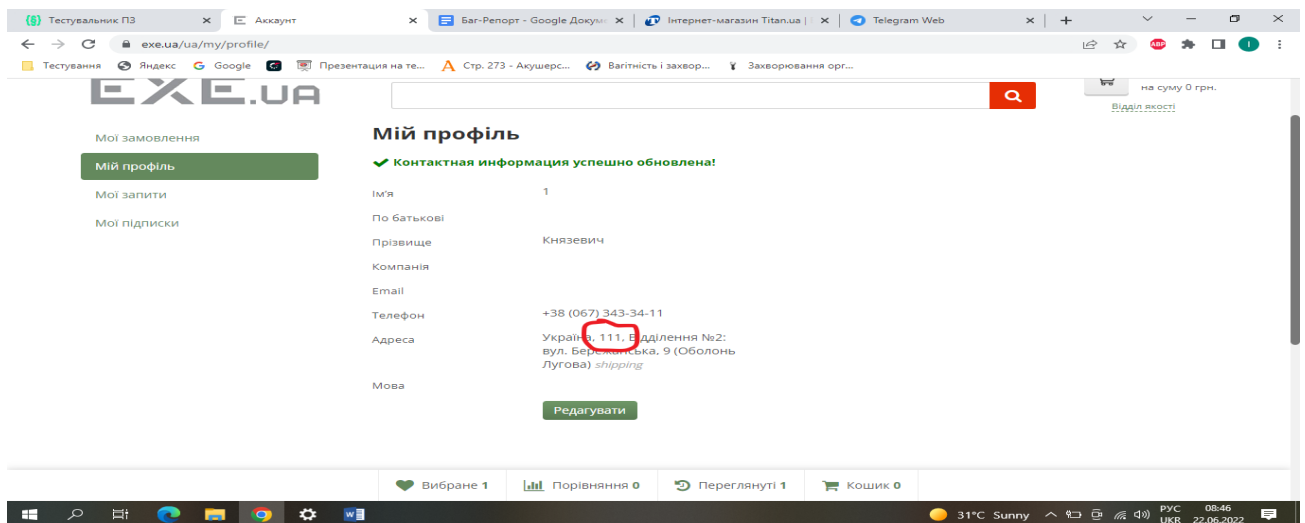 Тестувальник ПЗ
Аккаунт
Баг-Репорт - Google Докуме
Інтернет-магазин Titan.ua |
Telegram Web
exe.ua/ua/my/profile/
ABP
I
Тестування
Яндекс
Google
Презентация на те...
Стр. 273 - Акушерс...
Вагітність і захвор...
Захворювання орг...
EXE.UA
на суму 0 грн.
Відділ якості
Мої замовлення
Мій профіль
Мої запити
Мої підписки
Мій профіль
Контактная информация успешно обновлена!
Ім'я 1
По батькові
Прізвище Князевич
Компанія
Email
Телефон +38 (067) 343-34-11
Адреса Україна, 111, Відділення №2:
вул. Бережанська, 9 (Оболонь
Лугова) shipping
Мова
Редагувати
Вибране 1
Порівняння 0
Переглянуті 1
Кошик 0
31°C Sunny
РУС
UKR
08:46
22.06.2022